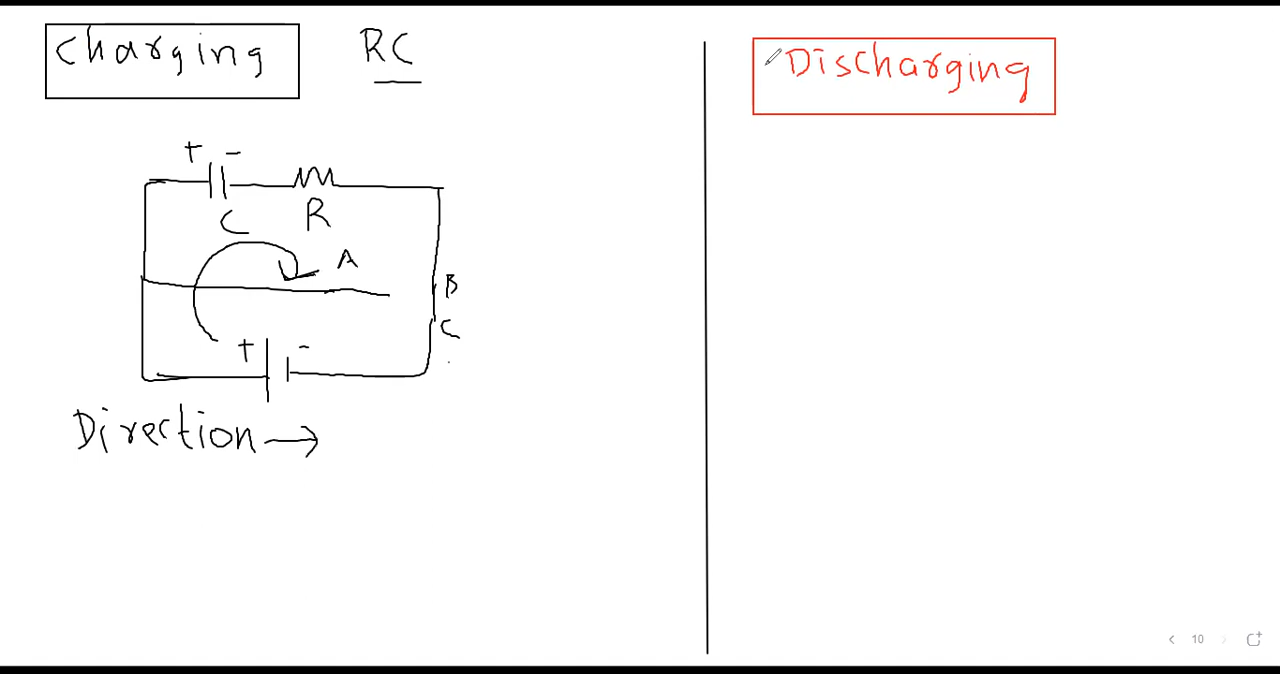 Charging RC
Discharging
+ -
C R
A
B
C
+ -
Direction →
10